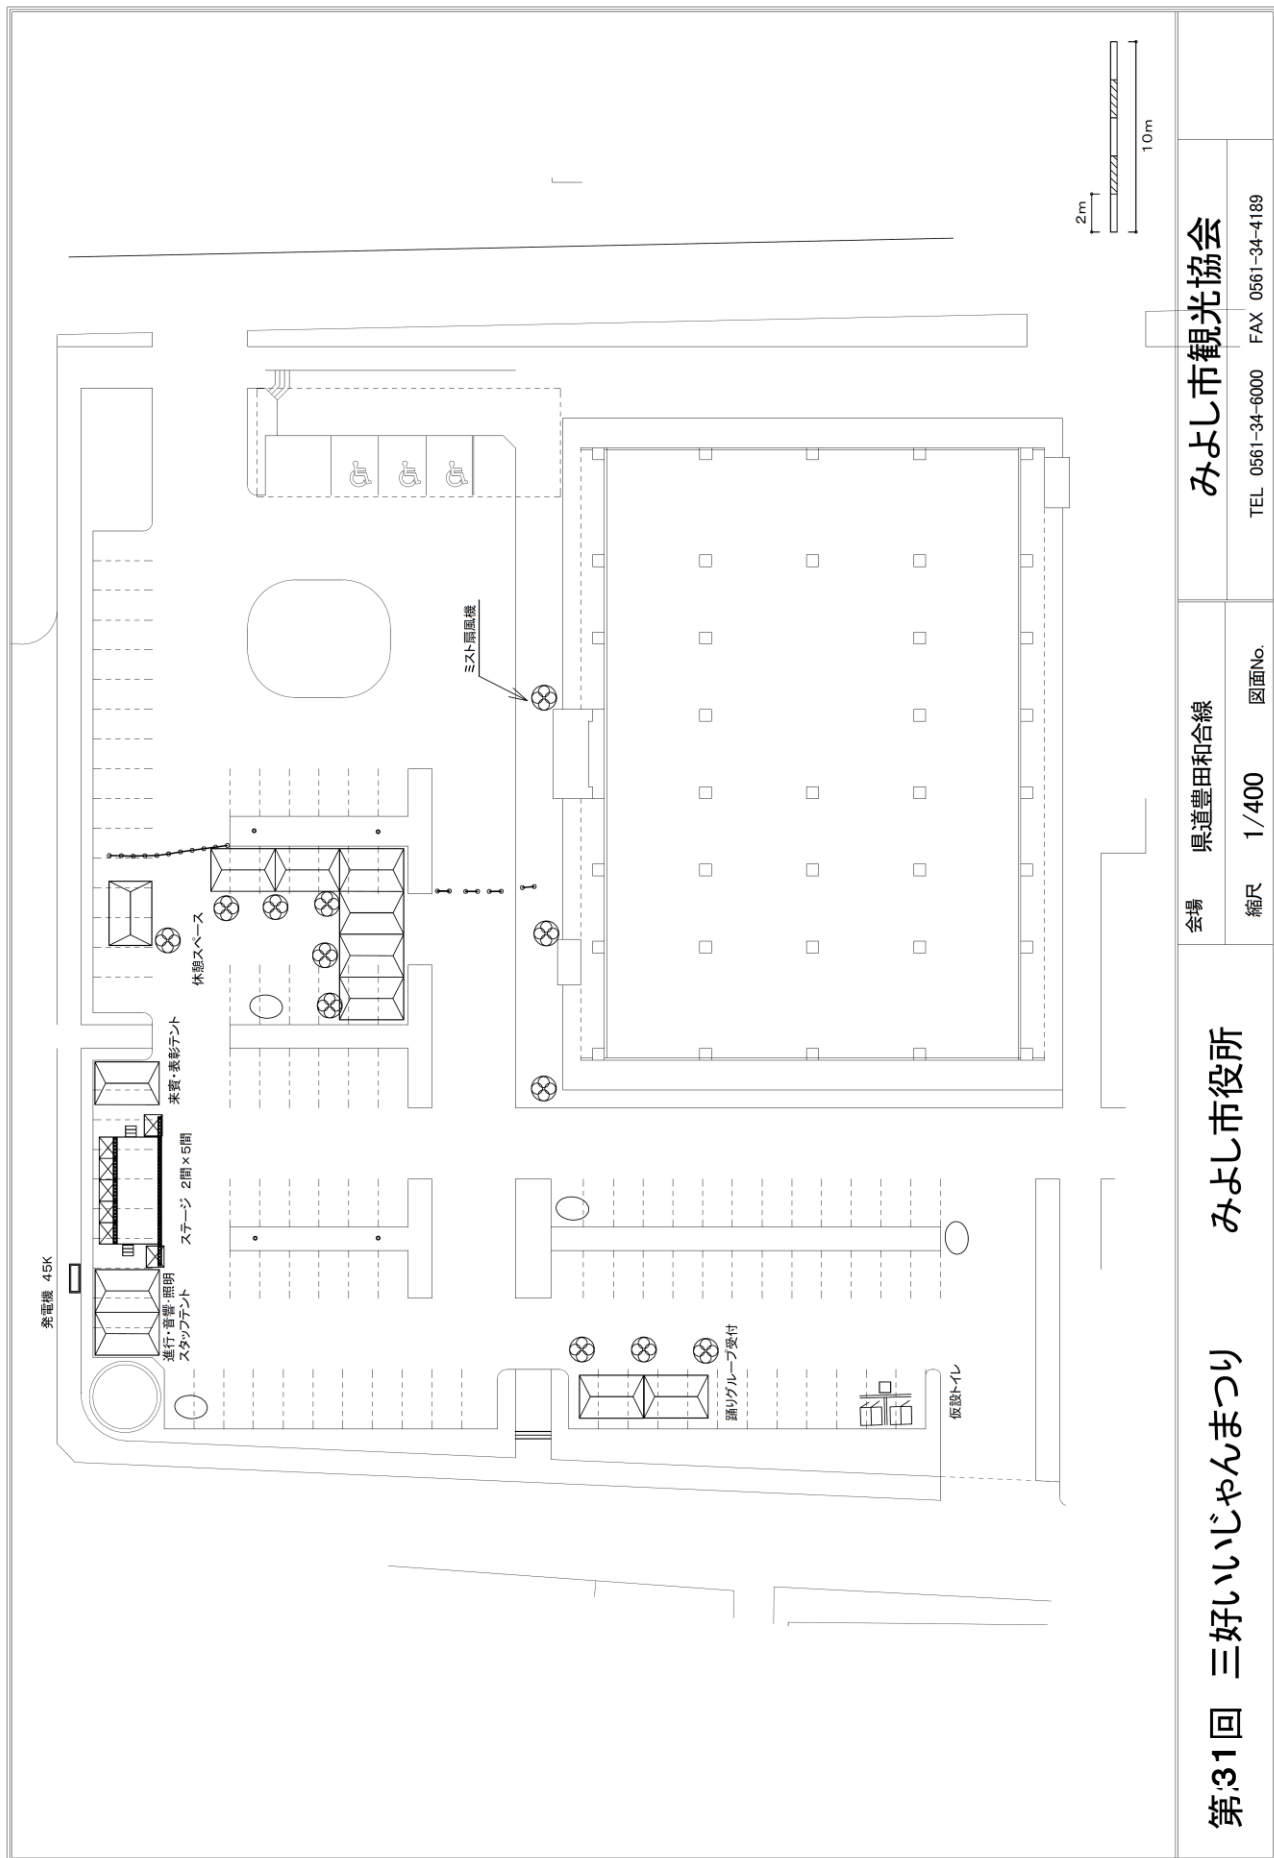 発電機 45K
進行・音響・照明
スタッフテント
ステージ 2間×5間
来賓・表彰テント
休憩スペース
ミスト扇風機
踊りグループ受付
仮設トイレ
2m
10m
第31回 三好いいじゃんまつり
みよし市役所
会場 県道豊田和合線
縮尺 1/400 図面No.
みよし市観光協会
TEL 0561-34-6000 FAX 0561-34-4189